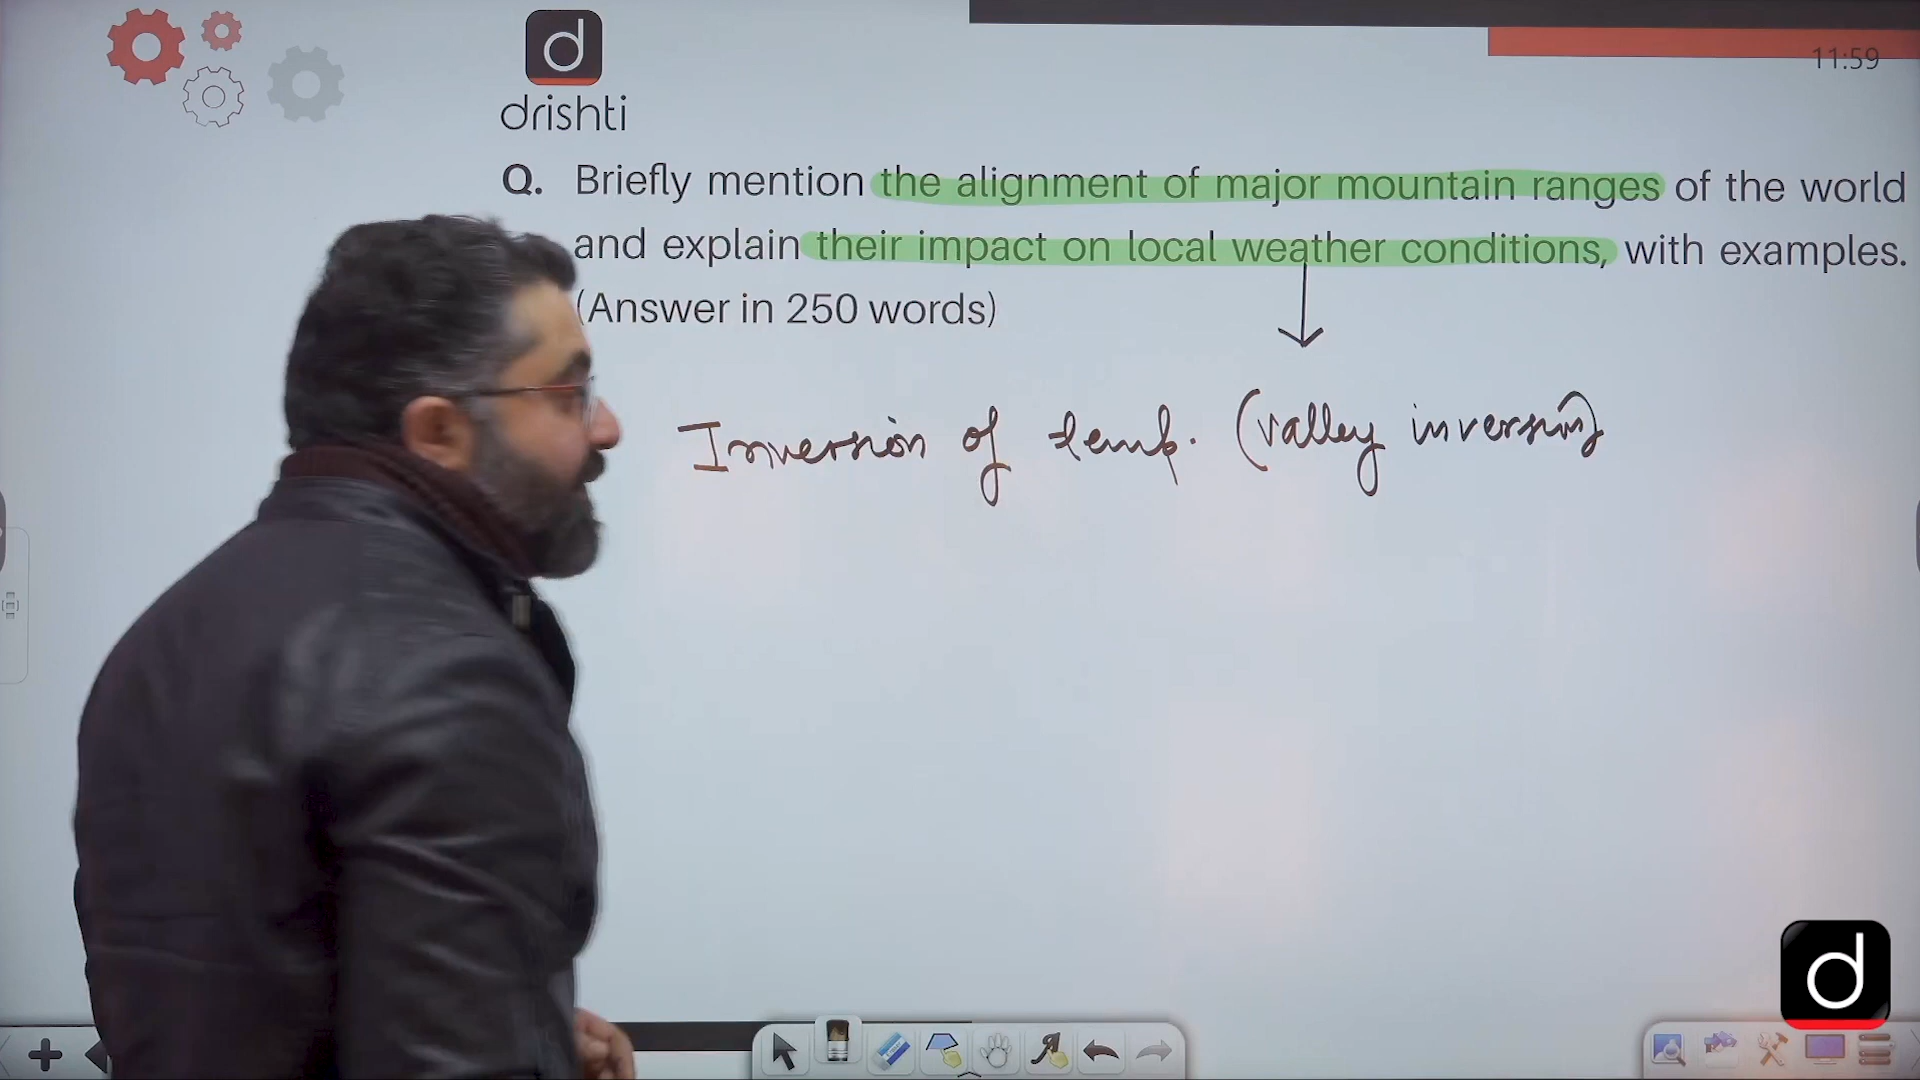 11:59
drishti
Q. Briefly mention the alignment of major mountain ranges of the world
and explain their impact on local weather conditions, with examples.
(Answer in 250 words)
Inversion of temp. (valley inversion)